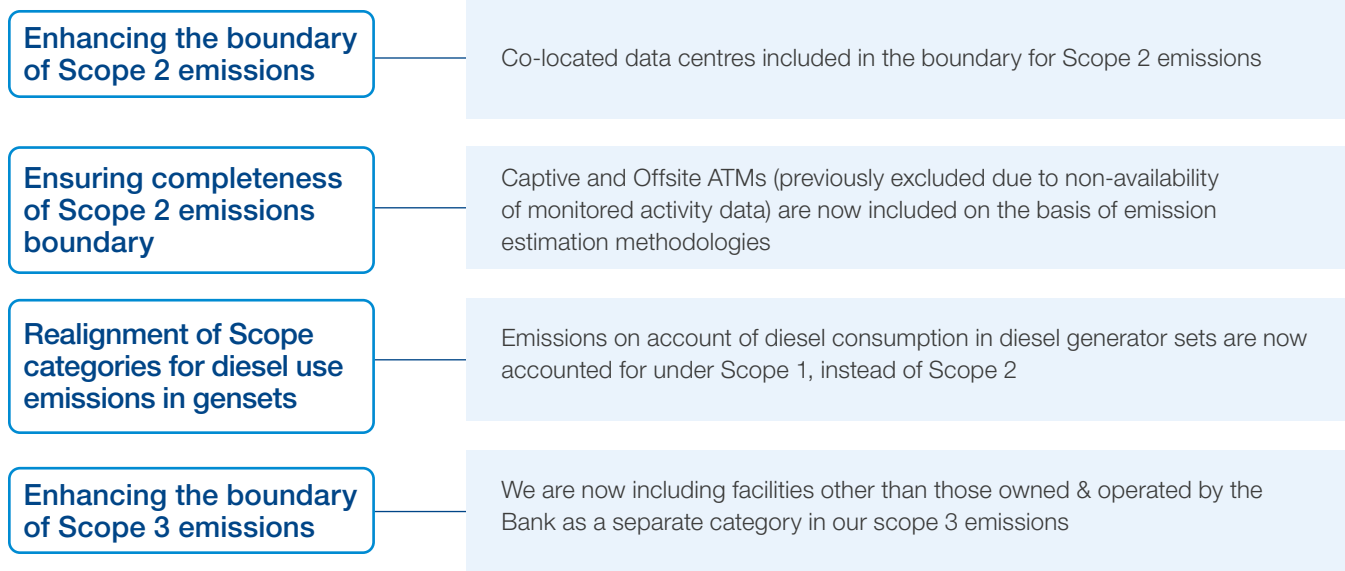 Enhancing the boundary
of Scope 2 emissions
Co-located data centres included in the boundary for Scope 2 emissions
Ensuring completeness
of Scope 2 emissions
boundary
Captive and Offsite ATMs (previously excluded due to non-availability
of monitored activity data) are now included on the basis of emission
estimation methodologies
Realignment of Scope
categories for diesel use
emissions in gensets
Emissions on account of diesel consumption in diesel generator sets are now
accounted for under Scope 1, instead of Scope 2
Enhancing the boundary
of Scope 3 emissions
We are now including facilities other than those owned & operated by the
Bank as a separate category in our scope 3 emissions